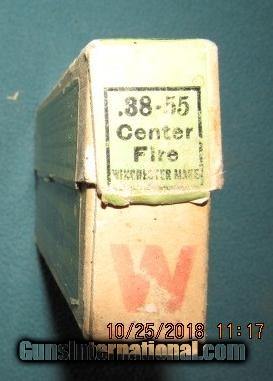 .38-55
Center
Fire
WINCHESTER MAKE
W
10/25/2018 11:17
GunsInternational.com